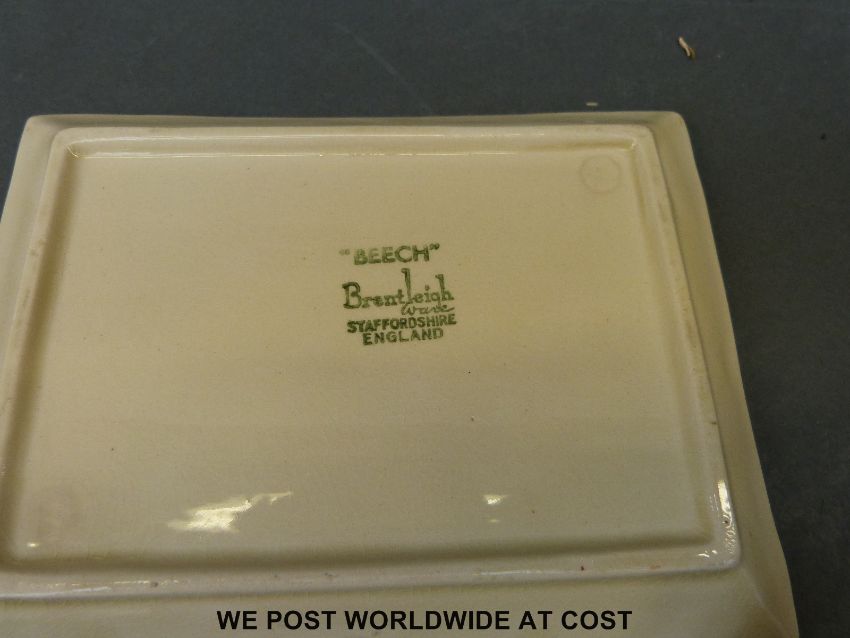 "BEECH"
Brentleigh
Ware
STAFFORDSHIRE
ENGLAND
WE POST WORLDWIDE AT COST